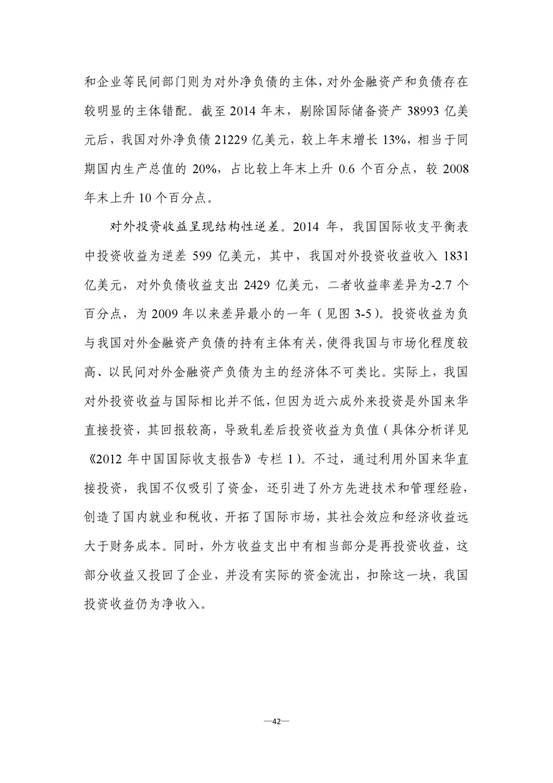 和企业等民间部门则为对外净负债的主体，对外金融资产和负债存在
较明显的主体错配。截至 2014 年末，剔除国际储备资产 38993 亿美
元后，我国对外净负债 21229 亿美元，较上年末增长 13%，相当于同
期国内生产总值的 20%，占比较上年末上升 0.6 个百分点，较 2008
年末上升 10 个百分点。
对外投资收益呈现结构性逆差。2014 年，我国国际收支平衡表
中投资收益为逆差 599 亿美元，其中，我国对外投资收益收入 1831
亿美元，对外负债收益支出 2429 亿美元，二者收益率差异为-2.7 个
百分点，为 2009 年以来差异最小的一年（见图 3-5）。投资收益为负
与我国对外金融资产负债的持有主体有关，使得我国与市场化程度较
高、以民间对外金融资产负债为主的经济体不可类比。实际上，我国
对外投资收益与国际相比并不低，但因为近六成外来投资是外国来华
直接投资，其回报较高，导致轧差后投资收益为负值（具体分析详见
《2012 年中国国际收支报告》专栏 1）。不过，通过利用外国来华直
接投资，我国不仅吸引了资金，还引进了外方先进技术和管理经验，
创造了国内就业和税收，开拓了国际市场，其社会效应和经济收益远
大于财务成本。同时，外方收益支出中有相当部分是再投资收益，这
部分收益又投回了企业，并没有实际的资金流出，扣除这一块，我国
投资收益仍为净收入。
—42—